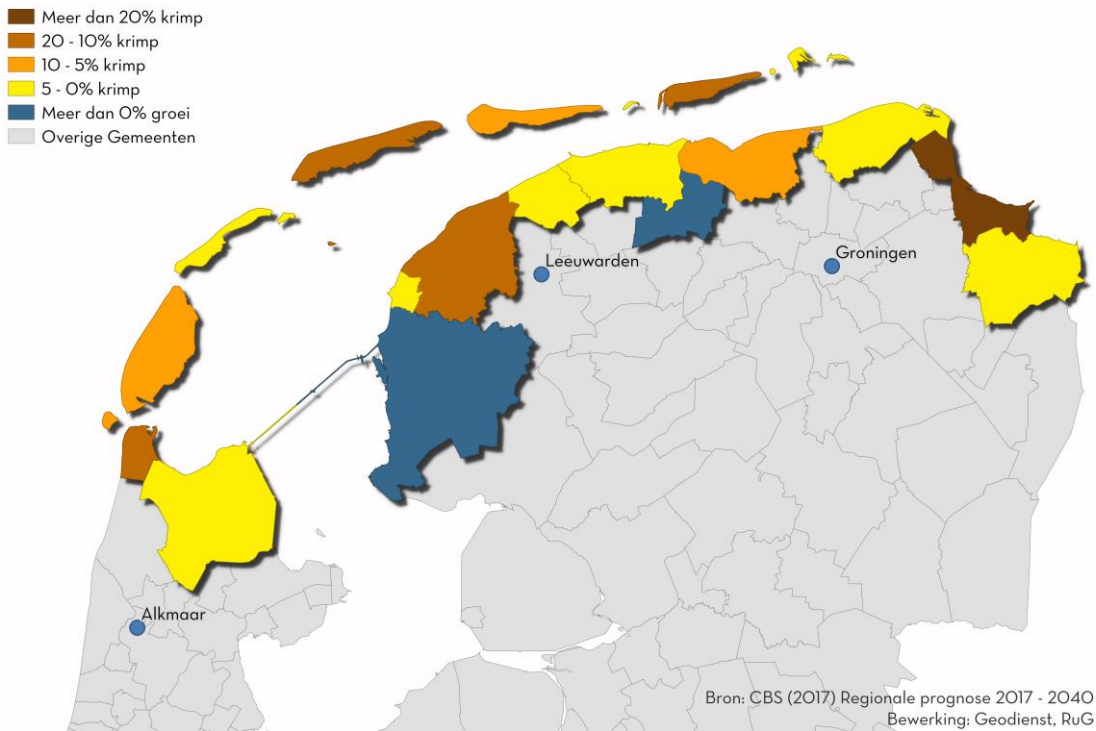 Meer dan 20% krimp
20 - 10% krimp
10 - 5% krimp
5 - 0% krimp
Meer dan 0% groei
Overige Gemeenten
Leeuwarden
Groningen
Alkmaar
Bron: CBS (2017) Regionale prognose 2017 - 2040
Bewerking: Geodienst, RuG